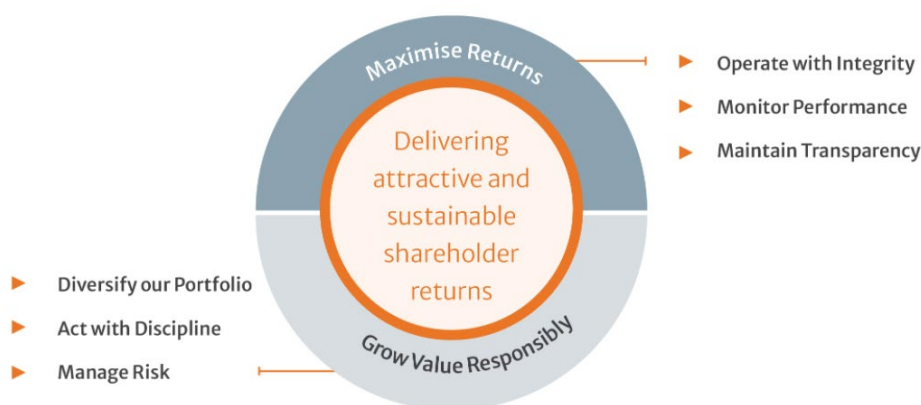 Maximise Returns
Operate with Integrity
Monitor Performance
Maintain Transparency
Delivering
attractive and
sustainable
shareholder
returns
Diversify our Portfolio
Act with Discipline
Manage Risk
Grow Value Responsibly